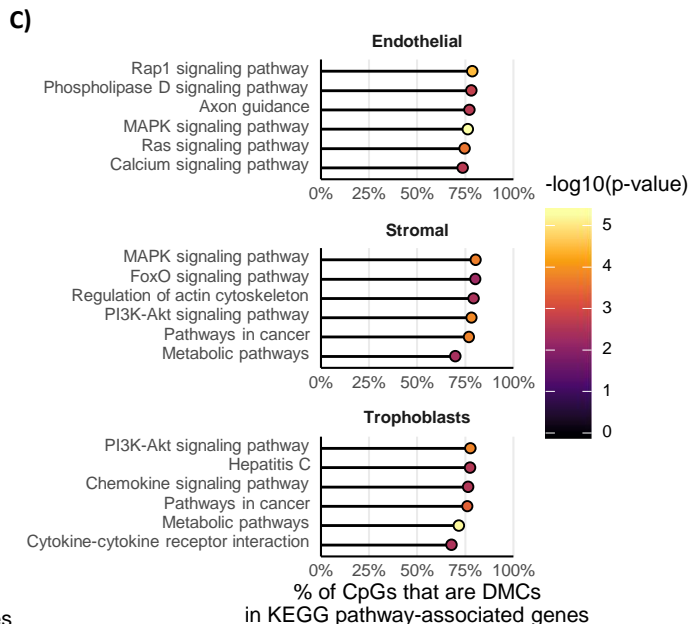 C)
Endothelial
Rap1 signaling pathway
Phospholipase D signaling pathway
Axon guidance
MAPK signaling pathway
Ras signaling pathway
Calcium signaling pathway
0% 25% 50% 75% 100%
Stromal
MAPK signaling pathway
FoxO signaling pathway
Regulation of actin cytoskeleton
PI3K-Akt signaling pathway
Pathways in cancer
Metabolic pathways
0% 25% 50% 75% 100%
Trophoblasts
PI3K-Akt signaling pathway
Hepatitis C
Chemokine signaling pathway
Pathways in cancer
Metabolic pathways
Cytokine-cytokine receptor interaction
0% 25% 50% 75% 100%
% of CpGs that are DMCs
in KEGG pathway-associated genes
-log10(p-value)
5
4
3
2
1
0